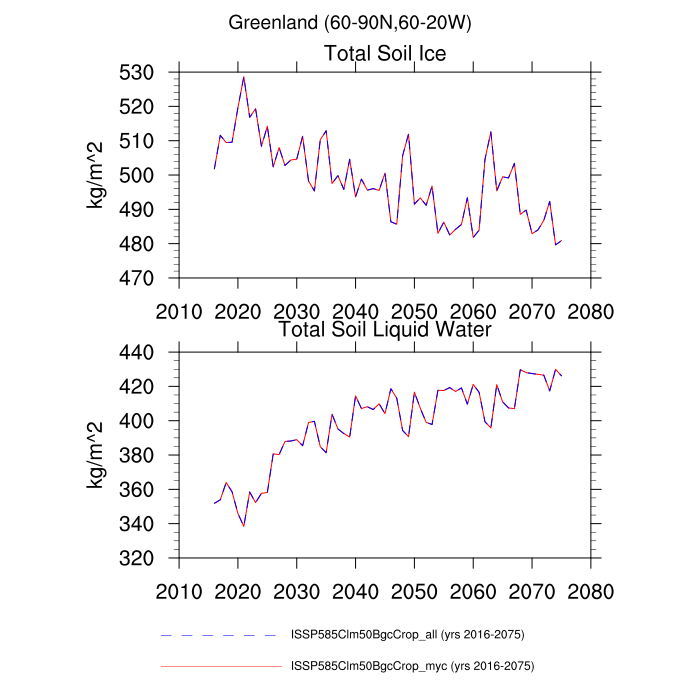 Greenland (60-90N,60-20W)
Total Soil Ice
530
520
510
500
490
480
470
kg/m^2
2010 2020 2030 2040 2050 2060 2070 2080
Total Soil Liquid Water
440
420
400
380
360
340
320
kg/m^2
2010 2020 2030 2040 2050 2060 2070 2080
ISSP585Clm50BgcCrop_all (yrs 2016-2075)
ISSP585Clm50BgcCrop_myc (yrs 2016-2075)